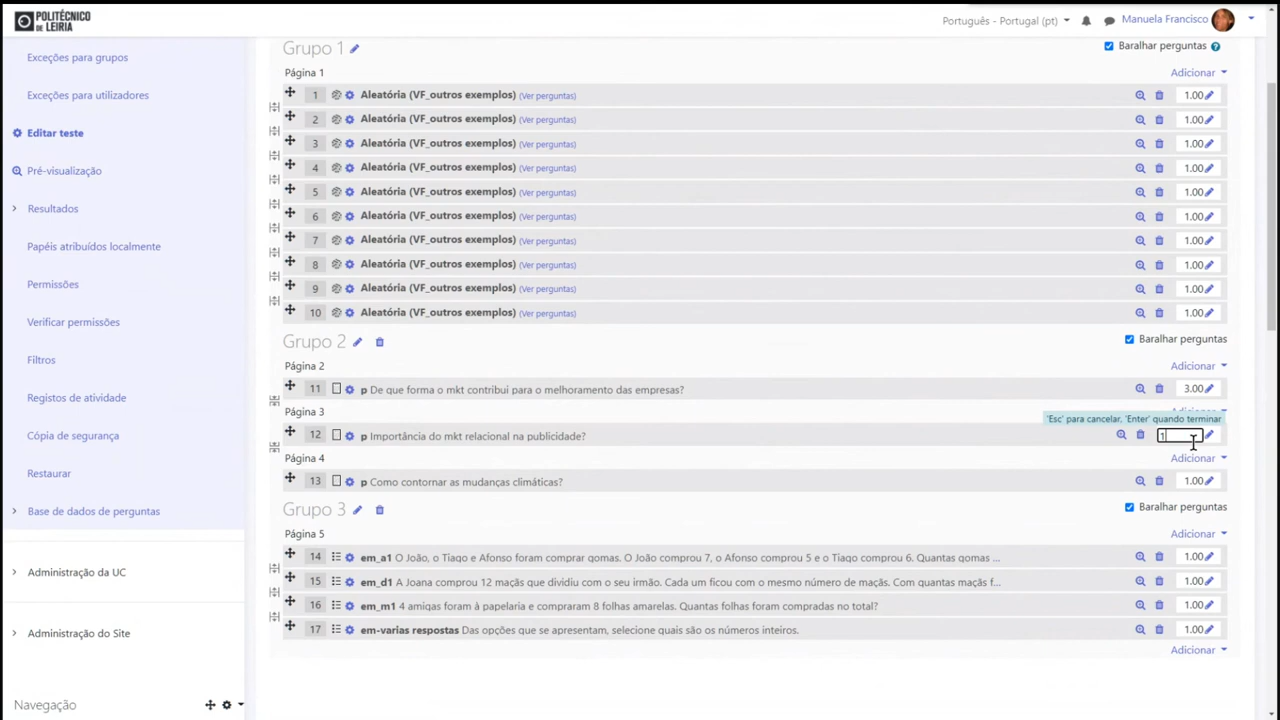 POLITÉCNICO
DE LEIRIA
Português - Portugal (pt)
Manuela Francisco
Exceções para grupos
Exceções para utilizadores
Editar teste
Pré-visualização
Resultados
Papéis atribuídos localmente
Permissões
Verificar permissões
Filtros
Registos de atividade
Cópia de segurança
Restaurar
Base de dados de perguntas
Administração da UC
Administração do Site
Navegação
Grupo 1
Baralhar perguntas
Página 1
Adicionar
1 Aleatória (VF_outros exemplos) (Ver perguntas) 1.00
2 Aleatória (VF_outros exemplos) (Ver perguntas) 1.00
3 Aleatória (VF_outros exemplos) (Ver perguntas) 1.00
4 Aleatória (VF_outros exemplos) (Ver perguntas) 1.00
5 Aleatória (VF_outros exemplos) (Ver perguntas) 1.00
6 Aleatória (VF_outros exemplos) (Ver perguntas) 1.00
7 Aleatória (VF_outros exemplos) (Ver perguntas) 1.00
8 Aleatória (VF_outros exemplos) (Ver perguntas) 1.00
9 Aleatória (VF_outros exemplos) (Ver perguntas) 1.00
10 Aleatória (VF_outros exemplos) (Ver perguntas) 1.00
Grupo 2
Baralhar perguntas
Página 2
Adicionar
11 p De que forma o mkt contribui para o melhoramento das empresas? 3.00
Página 3
'Esc' para cancelar, 'Enter' quando terminar
12 p Importância do mkt relacional na publicidade? 1
Página 4
Adicionar
13 p Como contornar as mudanças climáticas? 1.00
Grupo 3
Baralhar perguntas
Página 5
Adicionar
14 em_a1 O João, o Tiago e Afonso foram comprar gomas. O João comprou 7, o Afonso comprou 5 e o Tiago comprou 6. Quantas gomas ... 1.00
15 em_d1 A Joana comprou 12 maçãs que dividiu com o seu irmão. Cada um ficou com o mesmo número de maçãs. Com quantas maçãs f... 1.00
16 em_m1 4 amigas foram à papelaria e compraram 8 folhas amarelas. Quantas folhas foram compradas no total? 1.00
17 em-varias respostas Das opções que se apresentam, selecione quais são os números inteiros. 1.00
Adicionar